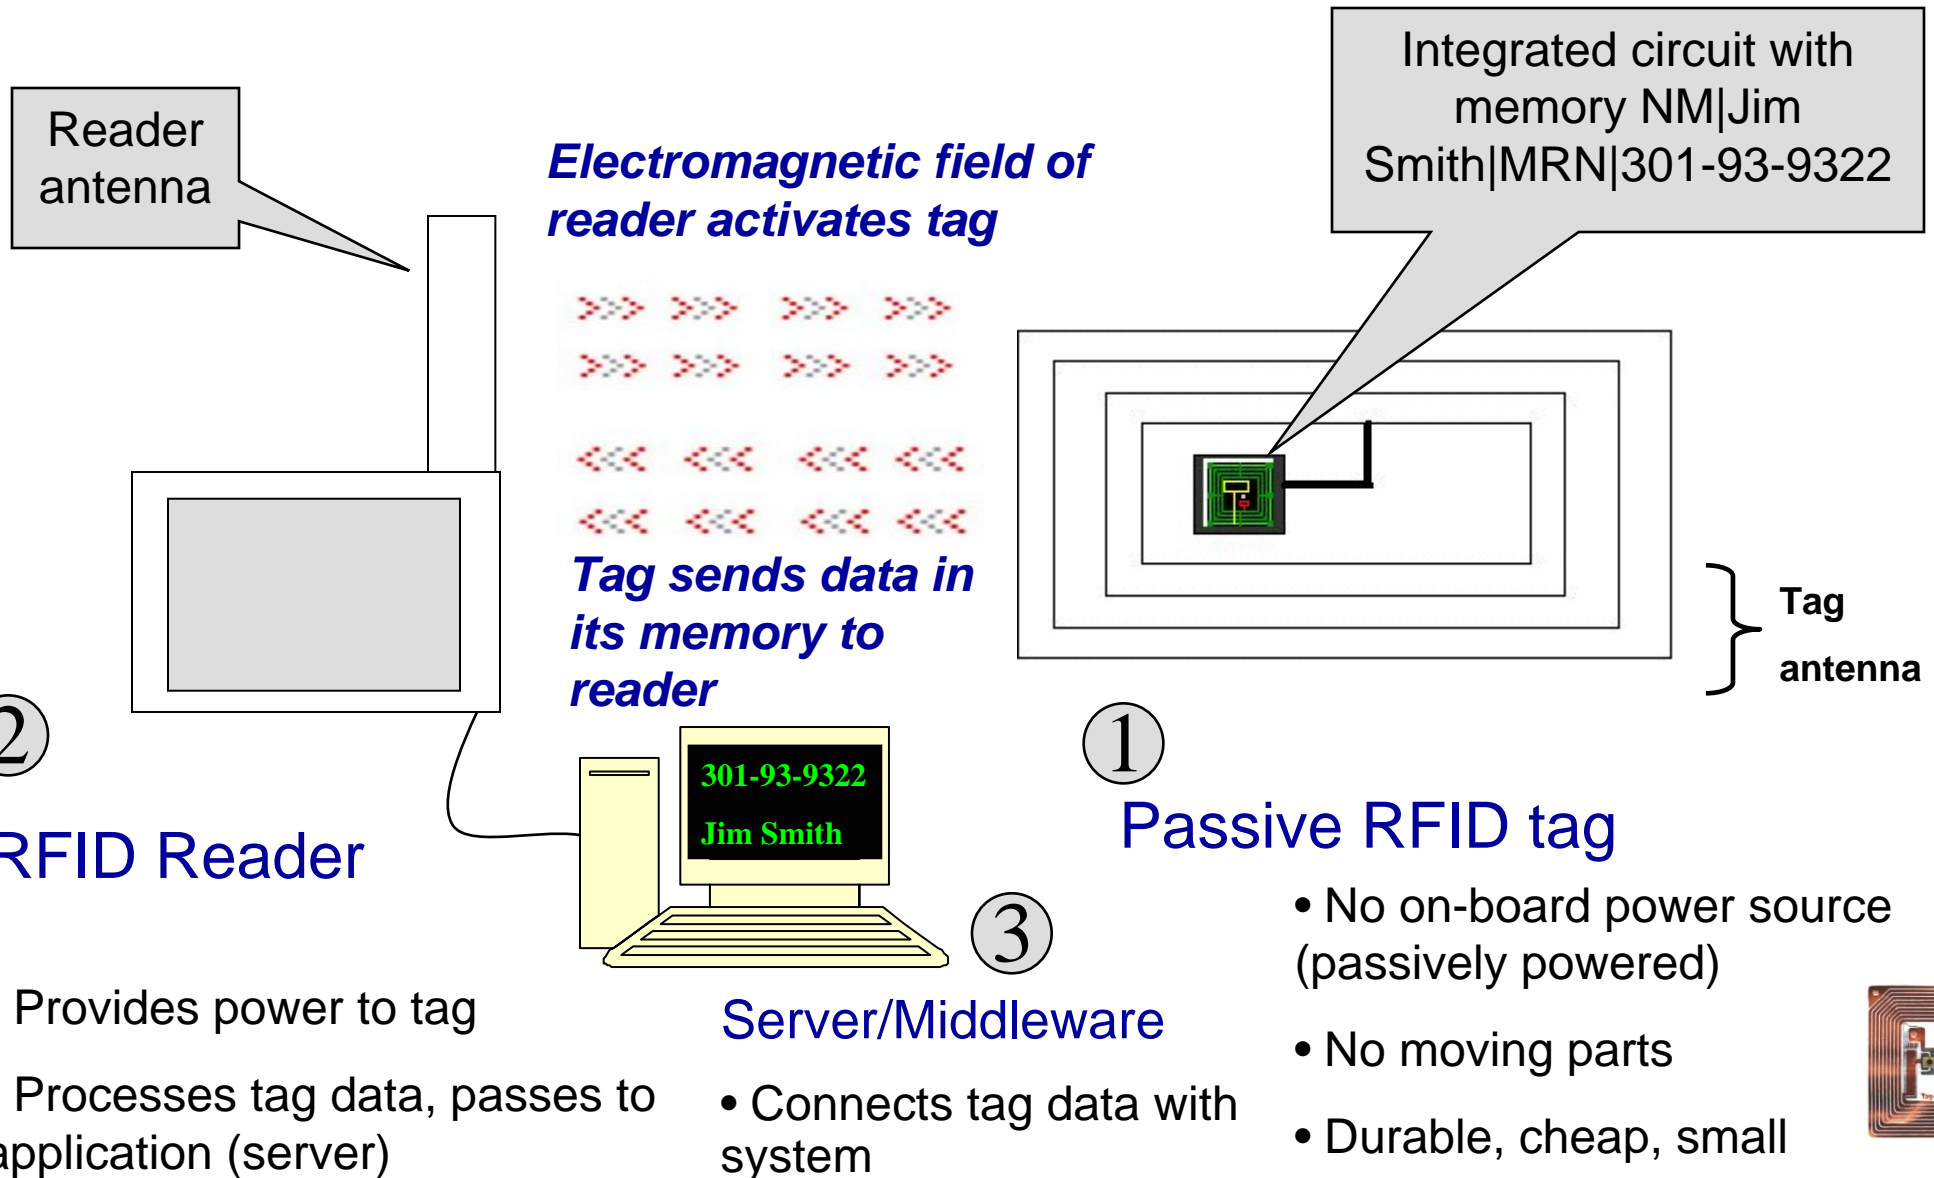 Integrated circuit with
memory NM|Jim
Smith|MRN|301-93-9322
Reader
antenna
Electromagnetic field of
reader activates tag
>>> >>> >>> >>>
>>> >>> >>> >>>
<<< <<< <<< <<<
<<< <<< <<< <<<
Tag sends data in
its memory to
reader
Tag
antenna
2
RFID Reader
Provides power to tag
Processes tag data, passes to
application (server)
301-93-9322
Jim Smith
3
Server/Middleware
• Connects tag data with
system
1
Passive RFID tag
• No on-board power source
(passively powered)
• No moving parts
• Durable, cheap, small